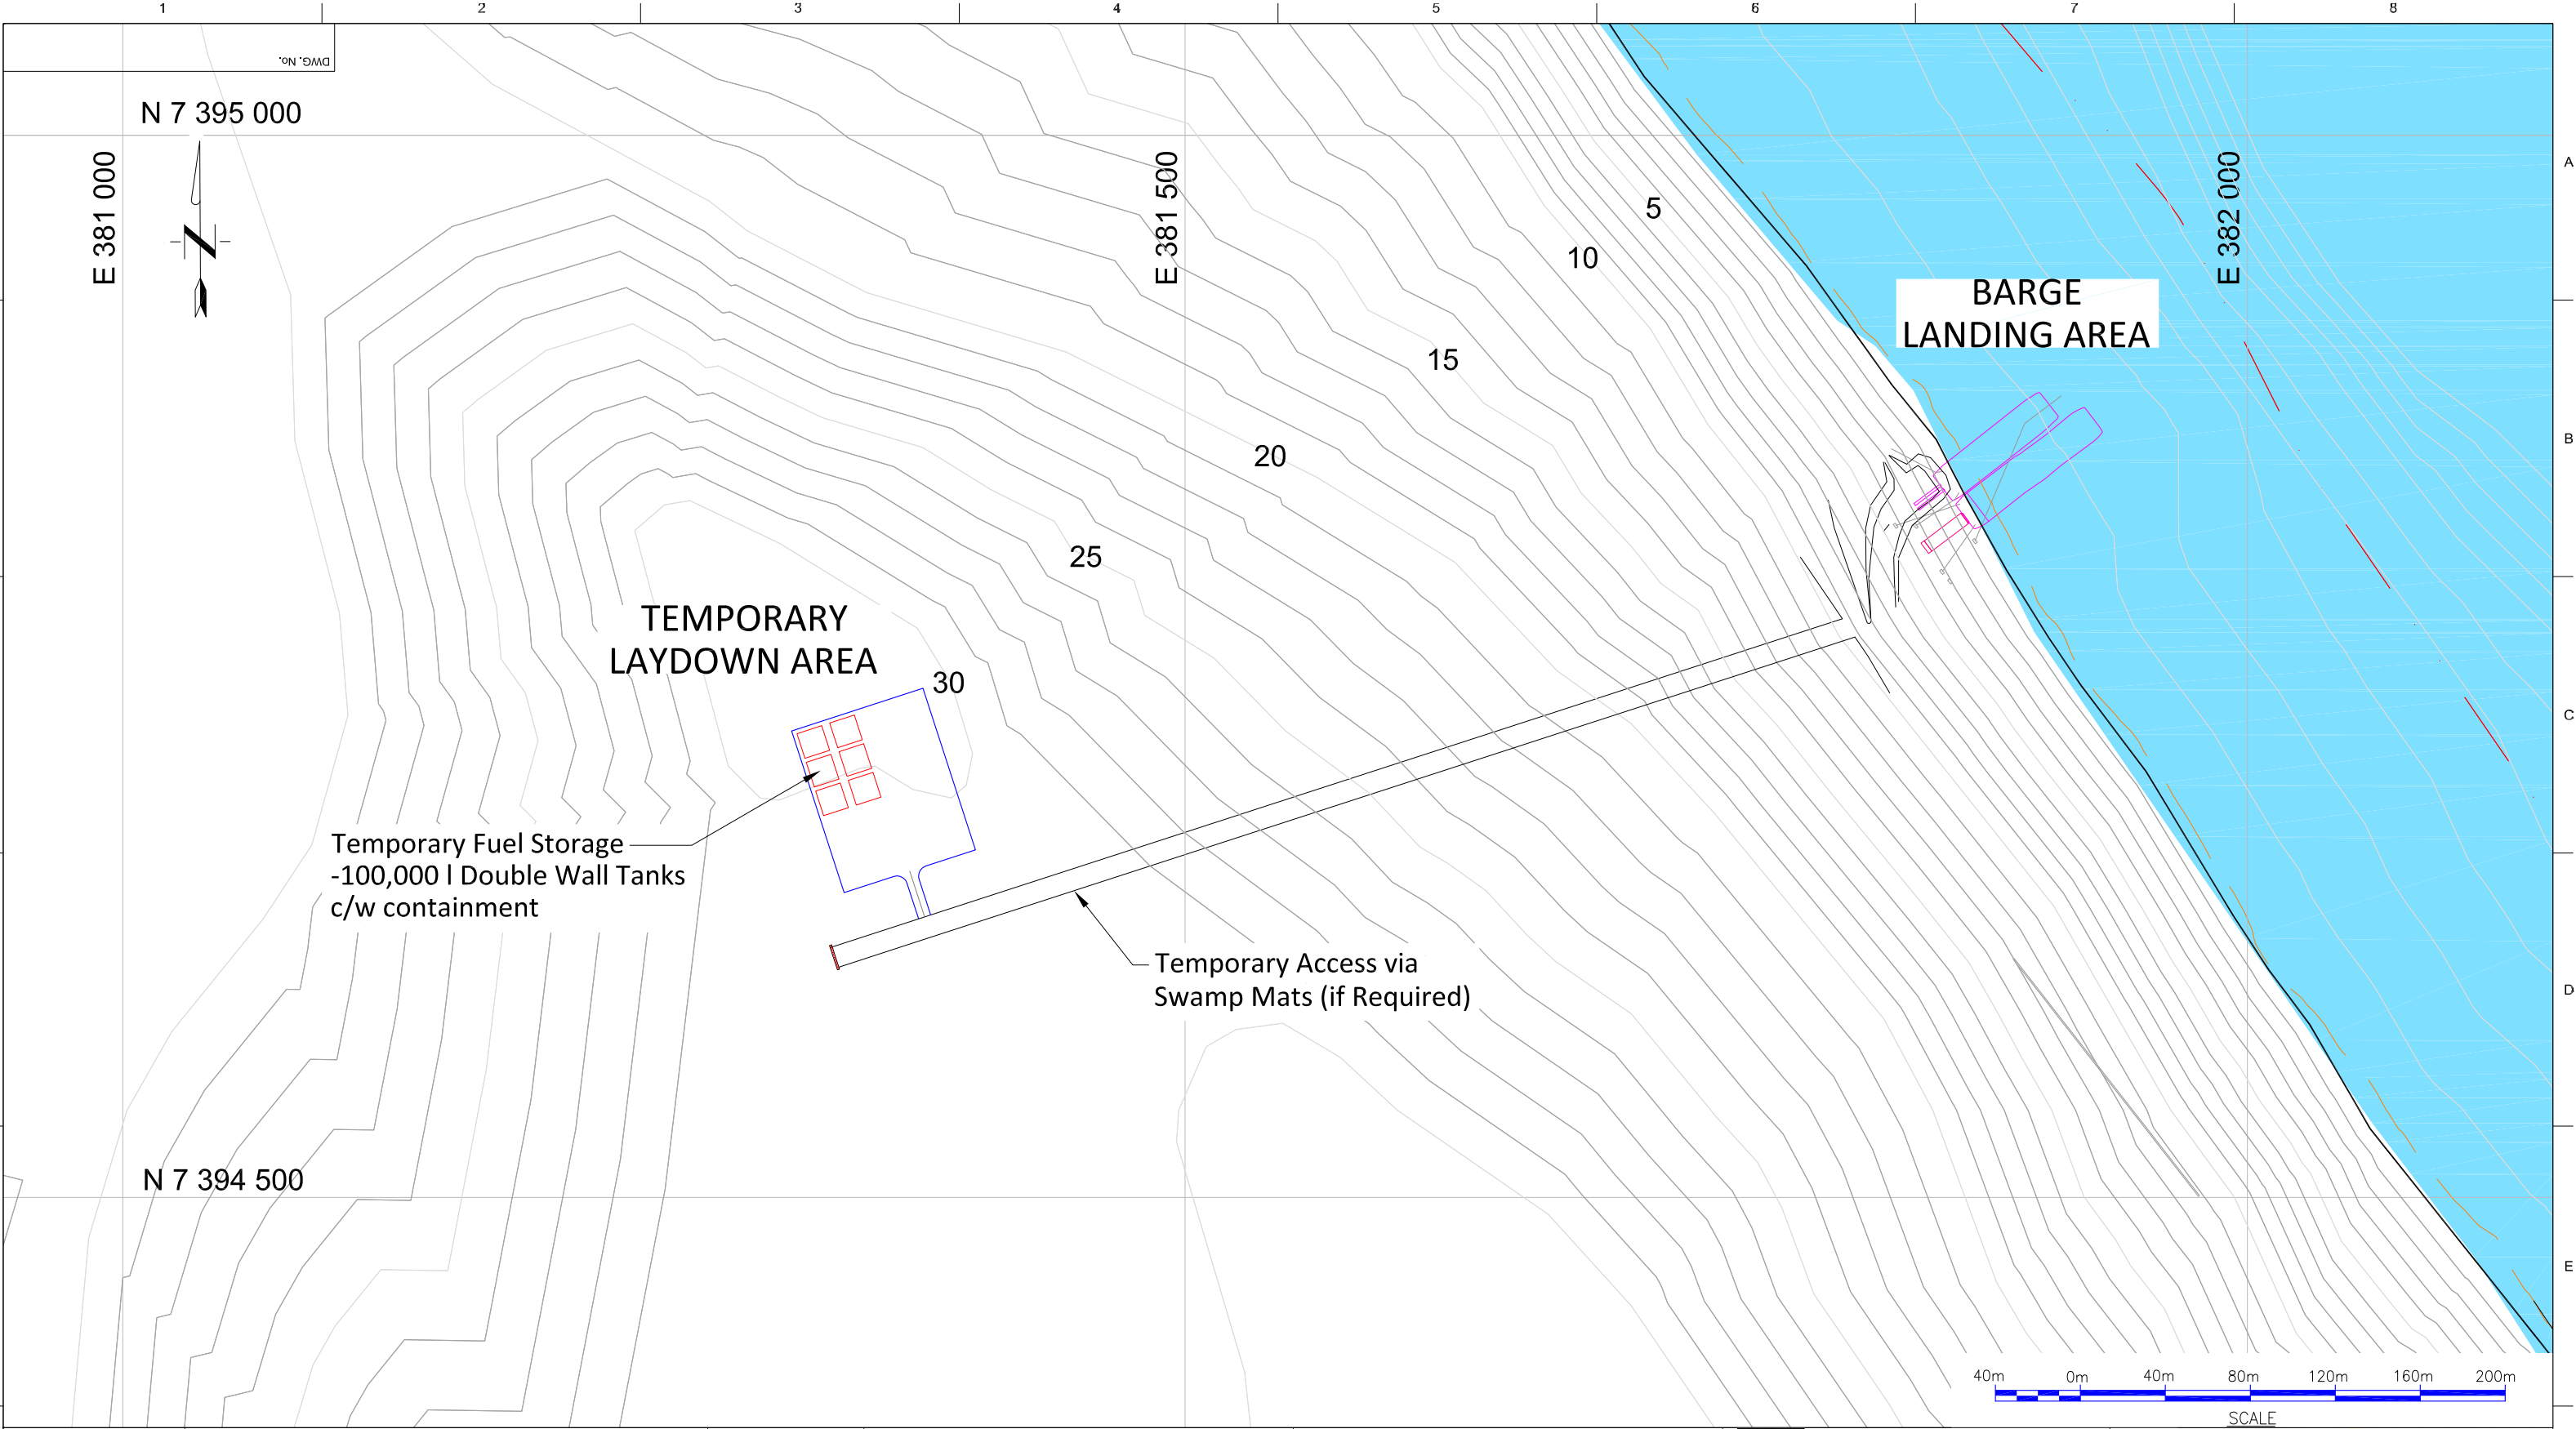 1 2 3 4 5 6 7 8
DWG. No.
N 7 395 000
E 381 000
E 381 500
E 382 000
A
5
10
BARGE
LANDING AREA
15
B
20
25
TEMPORARY
LAYDOWN AREA
30
C
Temporary Fuel Storage
-100,000 l Double Wall Tanks
c/w containment
Temporary Access via
Swamp Mats (if Required)
D
N 7 394 500
E
40m 0m 40m 80m 120m 160m 200m
SCALE